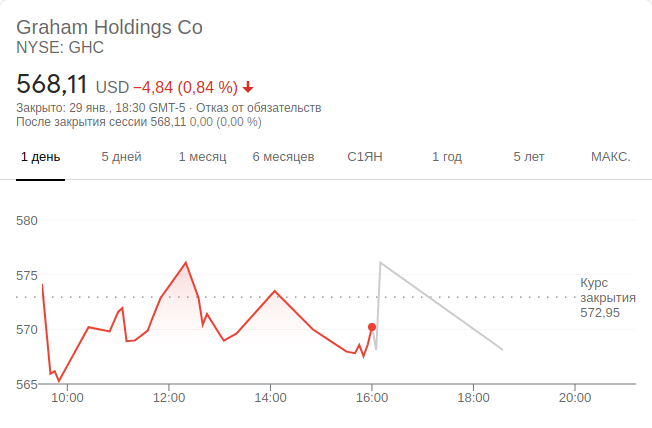 Graham Holdings Co
NYSE: GHC
568,11 USD −4,84 (0,84 %)
Закрыто: 29 янв., 18:30 GMT-5 · Отказ от обязательств
После закрытия сессии 568,11 0,00 (0,00 %)
1 день 5 дней 1 месяц 6 месяцев С1ЯН 1 год 5 лет МАКС.
580
575
Курс
закрытия
572,95
570
565
10:00 12:00 14:00 16:00 18:00 20:00